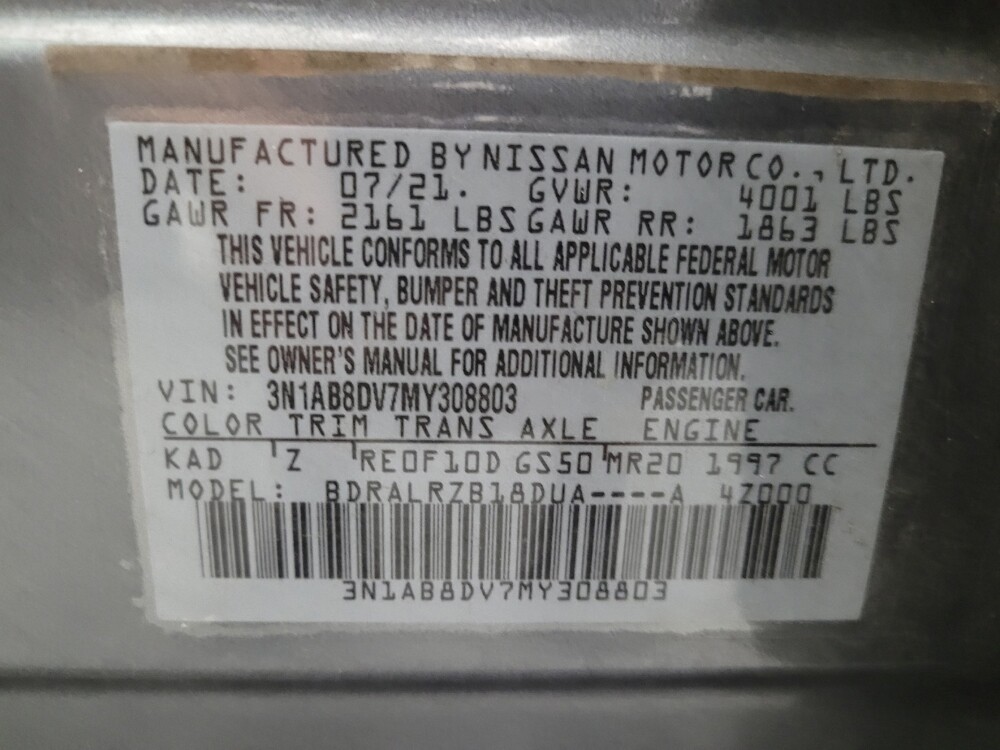 MANUFACTURED BY NISSAN MOTOR CO., LTD.
DATE: 07/21. GVWR: 4001 LBS
GAWR FR: 2161 LBS GAWR RR: 1863 LBS
THIS VEHICLE CONFORMS TO ALL APPLICABLE FEDERAL MOTOR
VEHICLE SAFETY, BUMPER AND THEFT PREVENTION STANDARDS
IN EFFECT ON THE DATE OF MANUFACTURE SHOWN ABOVE.
SEE OWNER'S MANUAL FOR ADDITIONAL INFORMATION.
VIN: 3N1AB8DV7MY308803 PASSENGER CAR.
COLOR TRIM TRANS AXLE ENGINE
KAD Z RE0F10D GS50 MR20 1997 CC
MODEL: BDRALRZB18DUA----A 4Z000
3N1AB8DV7MY308803